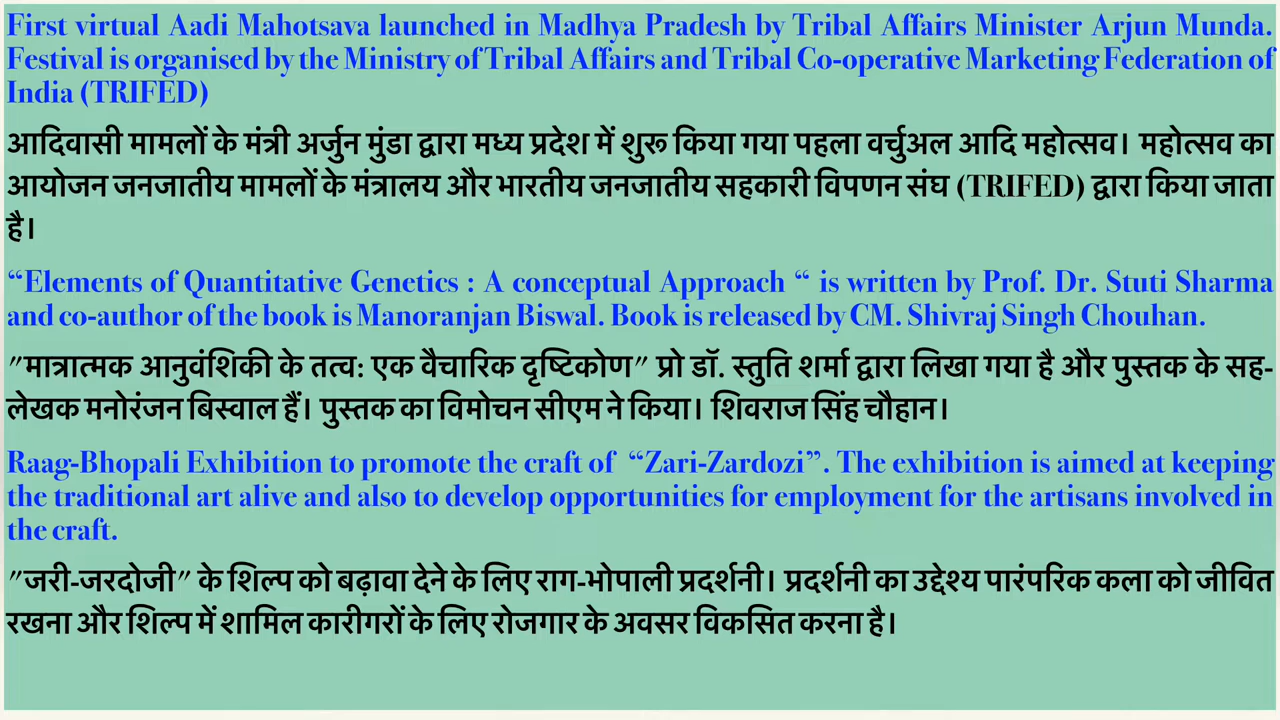 First virtual Aadi Mahotsava launched in Madhya Pradesh by Tribal Affairs Minister Arjun Munda.
Festival is organised by the Ministry of Tribal Affairs and Tribal Co-operative Marketing Federation of
India (TRIFED)
आदिवासी मामलों के मंत्री अर्जुन मुंडा द्वारा मध्य प्रदेश में शुरू किया गया पहला वर्चुअल आदि महोत्सव। महोत्सव का
आयोजन जनजातीय मामलों के मंत्रालय और भारतीय जनजातीय सहकारी विपणन संघ (TRIFED) द्वारा किया जाता
है।
“Elements of Quantitative Genetics : A conceptual Approach “ is written by Prof. Dr. Stuti Sharma
and co-author of the book is Manoranjan Biswal. Book is released by CM. Shivraj Singh Chouhan.
"मात्रात्मक आनुवंशिकी के तत्व: एक वैचारिक दृष्टिकोण" प्रो डॉ. स्तुति शर्मा द्वारा लिखा गया है और पुस्तक के सह-
लेखक मनोरंजन बिस्वाल हैं। पुस्तक का विमोचन सीएम ने किया। शिवराज सिंह चौहान।
Raag-Bhopali Exhibition to promote the craft of “Zari-Zardozi”. The exhibition is aimed at keeping
the traditional art alive and also to develop opportunities for employment for the artisans involved in
the craft.
"जरी-जरदोजी" के शिल्प को बढ़ावा देने के लिए राग-भोपाली प्रदर्शनी। प्रदर्शनी का उद्देश्य पारंपरिक कला को जीवित
रखना और शिल्प में शामिल कारीगरों के लिए रोजगार के अवसर विकसित करना है।